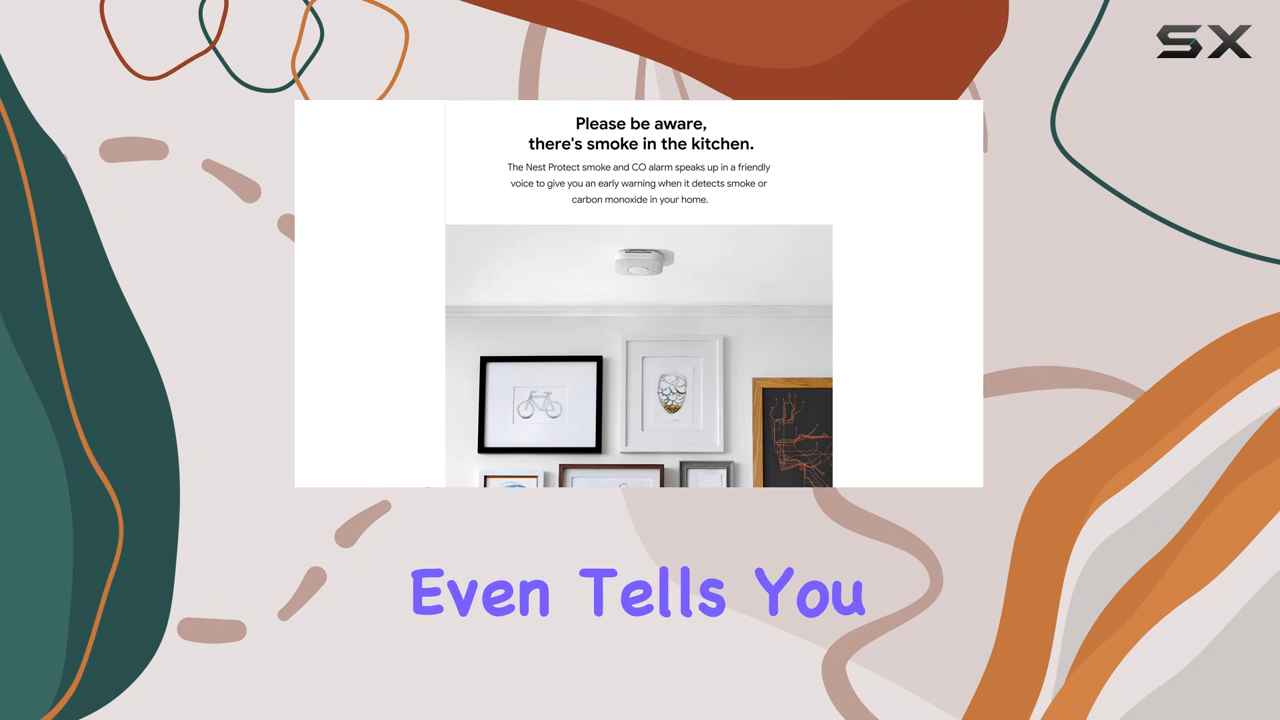 SX
Please be aware,
there's smoke in the kitchen.
The Nest Protect smoke and CO alarm speaks up in a friendly
voice to give you an early warning when it detects smoke or
carbon monoxide in your home.
Even Tells You